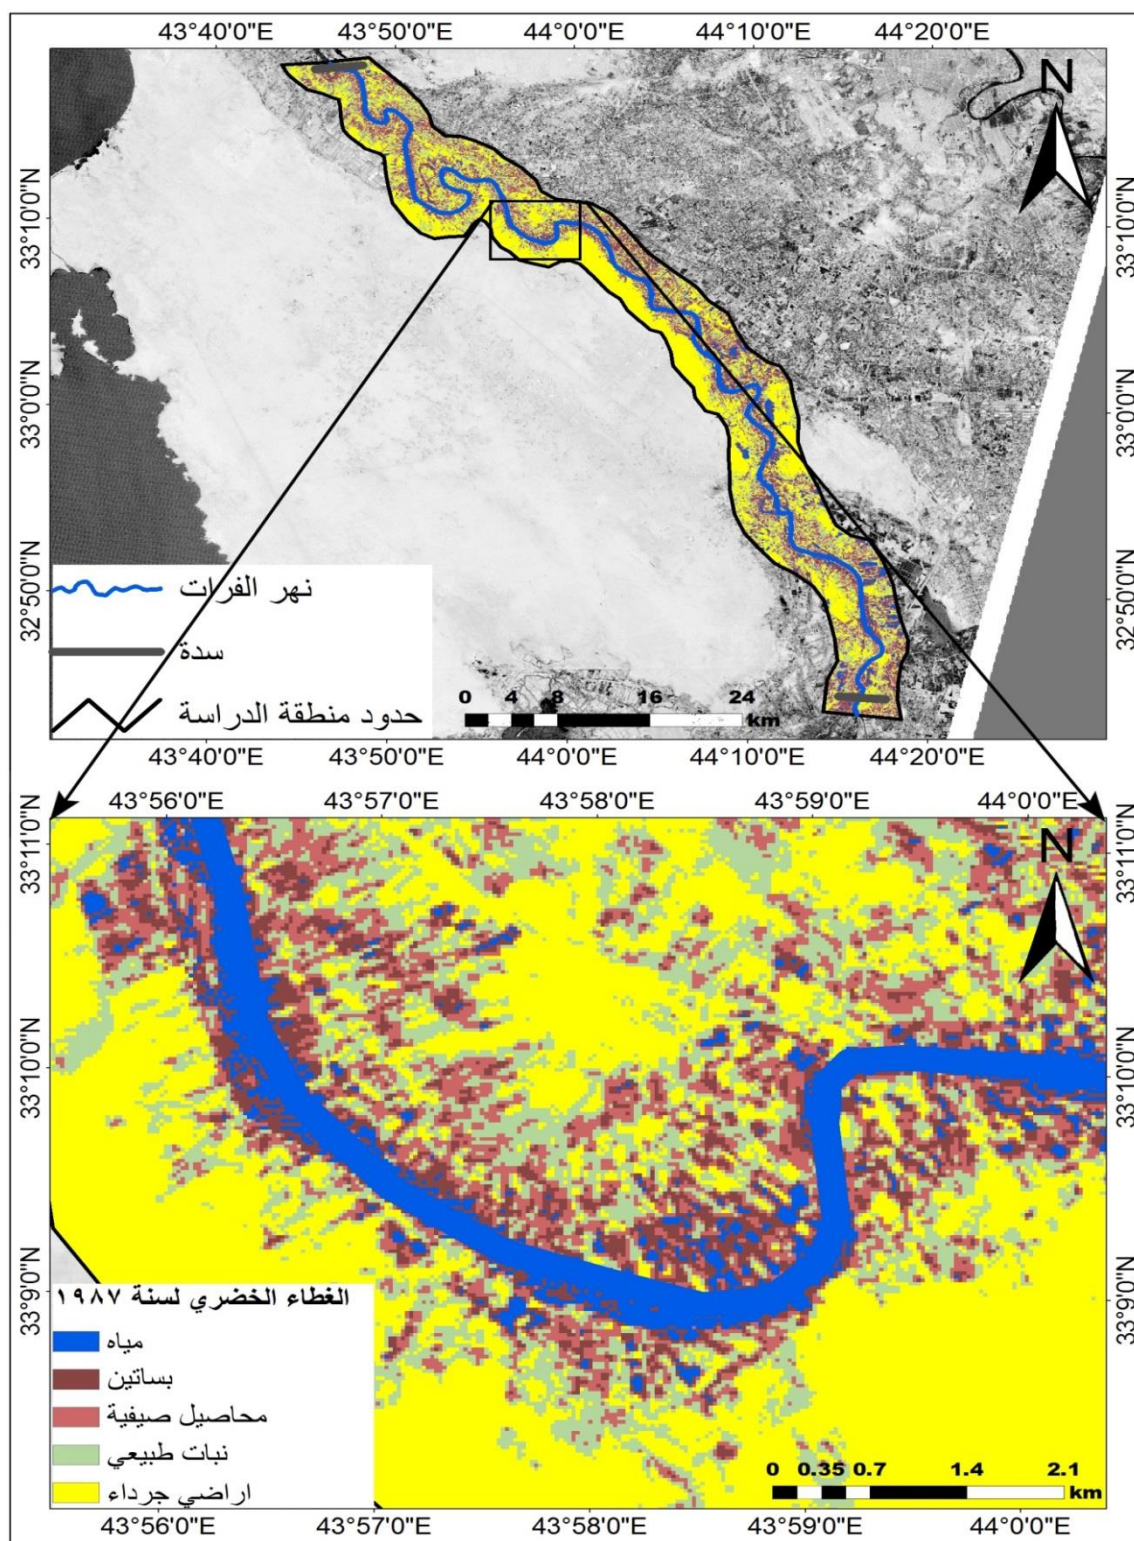 43°40'0"E 43°50'0"E 44°0'0"E 44°10'0"E 44°20'0"E
N
33°10'0"N
33°10'0"N
33°0'0"N
33°0'0"N
32°50'0"N
32°50'0"N
نهر الفرات
سدة
حدود منطقة الدراسة
0 4 8 16 24
km
43°40'0"E 43°50'0"E 44°0'0"E 44°10'0"E 44°20'0"E
43°56'0"E 43°57'0"E 43°58'0"E 43°59'0"E 44°0'0"E
N
33°11'0"N
33°11'0"N
33°10'0"N
33°10'0"N
33°9'0"N
33°9'0"N
الغطاء الخضري لسنة ١٩٨٧
مياه
بساتين
محاصيل صيفية
نبات طبيعي
اراضي جرداء
0 0.35 0.7 1.4 2.1
km
43°56'0"E 43°57'0"E 43°58'0"E 43°59'0"E 44°0'0"E